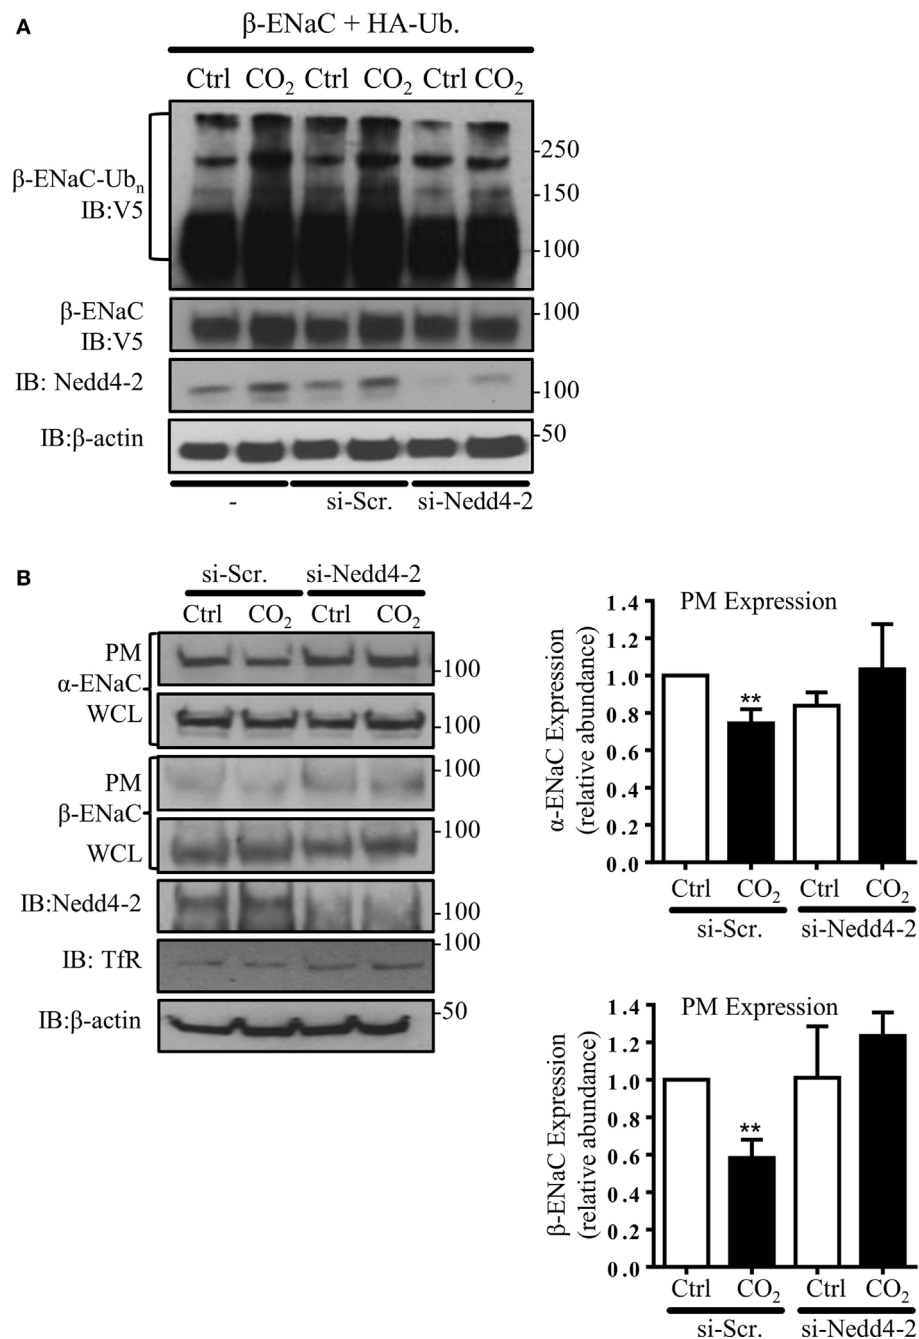 A
β-ENaC + HA-Ub.
Ctrl CO2 Ctrl CO2 Ctrl CO2
β-ENaC-Ubn
IB:V5
250
150
100
β-ENaC
IB:V5
100
IB: Nedd4-2
100
IB:β-actin
50
- si-Scr. si-Nedd4-2
B
si-Scr. si-Nedd4-2
Ctrl CO2 Ctrl CO2
PM
100
α-ENaC
WCL
100
PM
100
β-ENaC
WCL
100
IB:Nedd4-2
100
IB: TfR
100
IB:β-actin
50
PM Expression
α-ENaC Expression
(relative abundance)
1.4
1.2
1.0
0.8
0.6
0.4
0.2
0.0
**
Ctrl CO2 Ctrl CO2
si-Scr. si-Nedd4-2
PM Expression
β-ENaC Expression
(relative abundance)
1.4
1.2
1.0
0.8
0.6
0.4
0.2
0.0
**
Ctrl CO2 Ctrl CO2
si-Scr. si-Nedd4-2